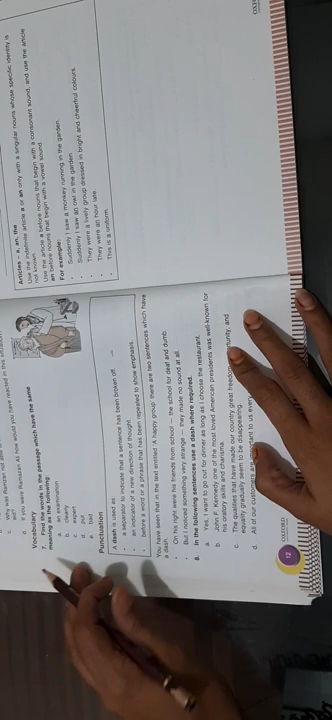 c. Why was Ramzan not able
d. If you were Ramzan Ali how would you have reacted in this situation?
Vocabulary
7. Find the words in the passage which have the same
meaning as the following:
a. an examination
b. clearly
c. silent
d. put
e. bad
Punctuation
A dash is used as
a separator to indicate that a sentence has been broken off.
an indicator of a new direction of thought.
before a word or a phrase that has been repeated to show emphasis.
You have seen that in the text entitled 'A happy group' there are two sentences which have
a dash.
• On his right were his friends from school — the school for deaf and dumb.
• But I noticed something very strange — they made no sound at all.
8. In the following sentences use a dash where required.
a. Yes, I want to go out for dinner as long as I choose the restaurant.
b. John F. Kennedy one of the most loved American presidents was well-known for
his oratory skills and charisma.
c. The qualities that have made our country great freedom and
equality gradually seem to be disappearing.
d. All of our customers are to us every
12 OXFORD
Articles - a, an, the
Use the indefinite article a or an only with a singular nouns whose specific identity is
not known.
Use the article a before nouns that begin with a consonant sound, and use the article
an before nouns that begin with a vowel sound.
For example:
• Suddenly I saw a monkey running in the garden.
• Suddenly I saw an owl in the garden.
• They were a lively group dressed in bright and cheerful colours.
• They were an hour late.
• This is a uniform.